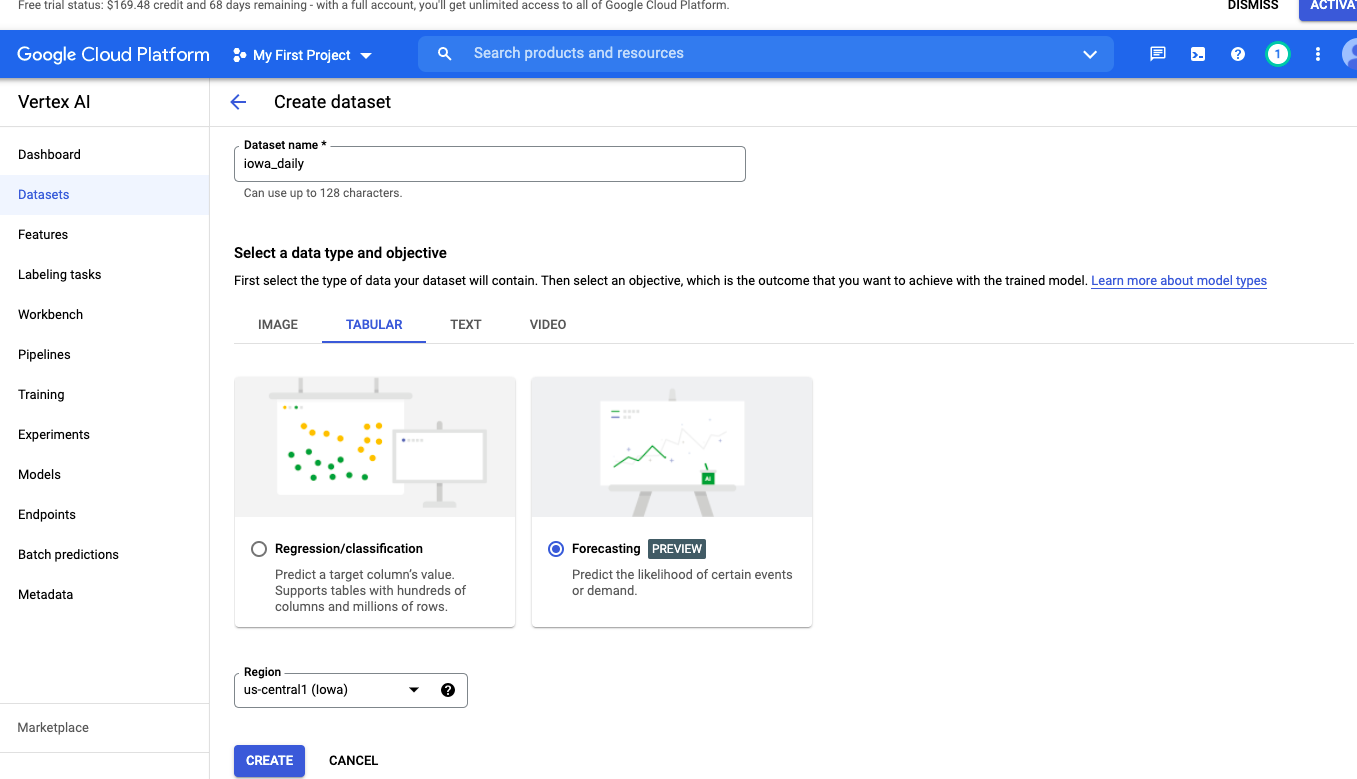 Free trial status: $169.48 credit and 68 days remaining - with a full account, you'll get unlimited access to all of Google Cloud Platform.
DISMISS
Google Cloud Platform
My First Project
Search products and resources
1
Vertex AI
Create dataset
Dashboard
Datasets
Features
Labeling tasks
Workbench
Pipelines
Training
Experiments
Models
Endpoints
Batch predictions
Metadata
Marketplace
Dataset name *
iowa_daily
Can use up to 128 characters.
Select a data type and objective
First select the type of data your dataset will contain. Then select an objective, which is the outcome that you want to achieve with the trained model. Learn more about model types
IMAGE
TABULAR
TEXT
VIDEO
Regression/classification
Predict a target column's value.
Supports tables with hundreds of
columns and millions of rows.
AI
Forecasting PREVIEW
Predict the likelihood of certain events
or demand.
Region
us-central1 (Iowa)
CREATE
CANCEL